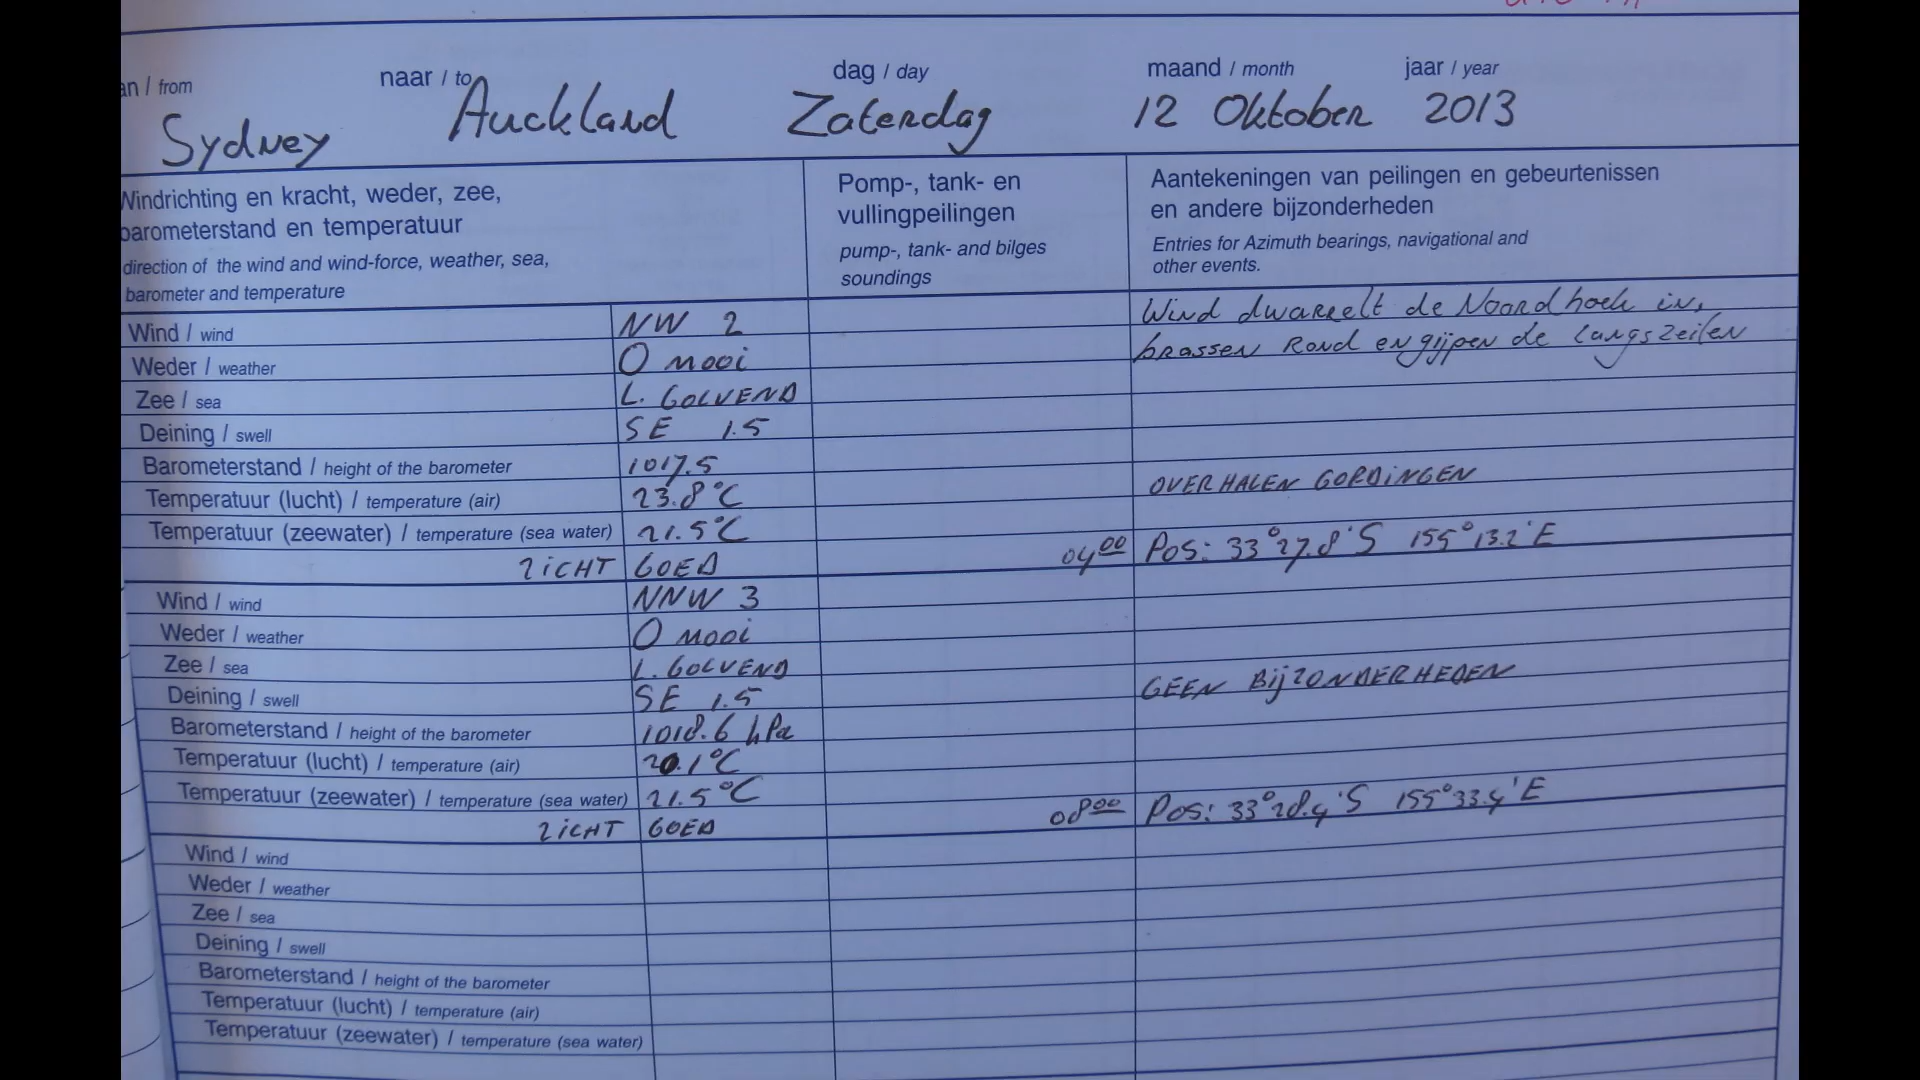 an / from naar / to dag / day maand / month jaar / year
Sydney Auckland Zaterdag 12 Oktober 2013
Windrichting en kracht, weder, zee,
barometerstand en temperatuur
direction of the wind and wind-force, weather, sea,
barometer and temperature
Pomp-, tank- en
vullingpeilingen
pump-, tank- and bilges
soundings
Aantekeningen van peilingen en gebeurtenissen
en andere bijzonderheden
Entries for Azimuth bearings, navigational and
other events.
Wind / wind NW 2
Wind dwarrelt de Noordhoek in,
Weder / weather O mooi
brassen rond en gijpen de langszeilen
Zee / sea L. GOLVEND
Deining / swell SE 1.5
Barometerstand / height of the barometer 1017.5
OVERHALEN GORDINGEN
Temperatuur (lucht) / temperature (air) 23.8°C
Temperatuur (zeewater) / temperature (sea water) 21.5°C
ZICHT GOED 0400 Pos: 33°27.8'S 155°13.2'E
Wind / wind NNW 3
Weder / weather O mooi
Zee / sea L. GOLVEND
Deining / swell SE 1.5 GEEN BIJZONDERHEDEN
Barometerstand / height of the barometer 1018.6 hPa
Temperatuur (lucht) / temperature (air) 20.1°C
Temperatuur (zeewater) / temperature (sea water) 21.5°C
ZICHT GOED 0800 Pos: 33°28.4'S 155°33.4'E
Wind / wind
Weder / weather
Zee / sea
Deining / swell
Barometerstand / height of the barometer
Temperatuur (lucht) / temperature (air)
Temperatuur (zeewater) / temperature (sea water)